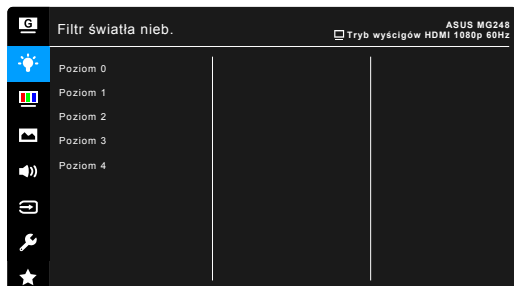 G
Filtr światła nieb.
ASUS MG248
Tryb wyścigów HDMI 1080p 60Hz
Poziom 0
Poziom 1
Poziom 2
Poziom 3
Poziom 4